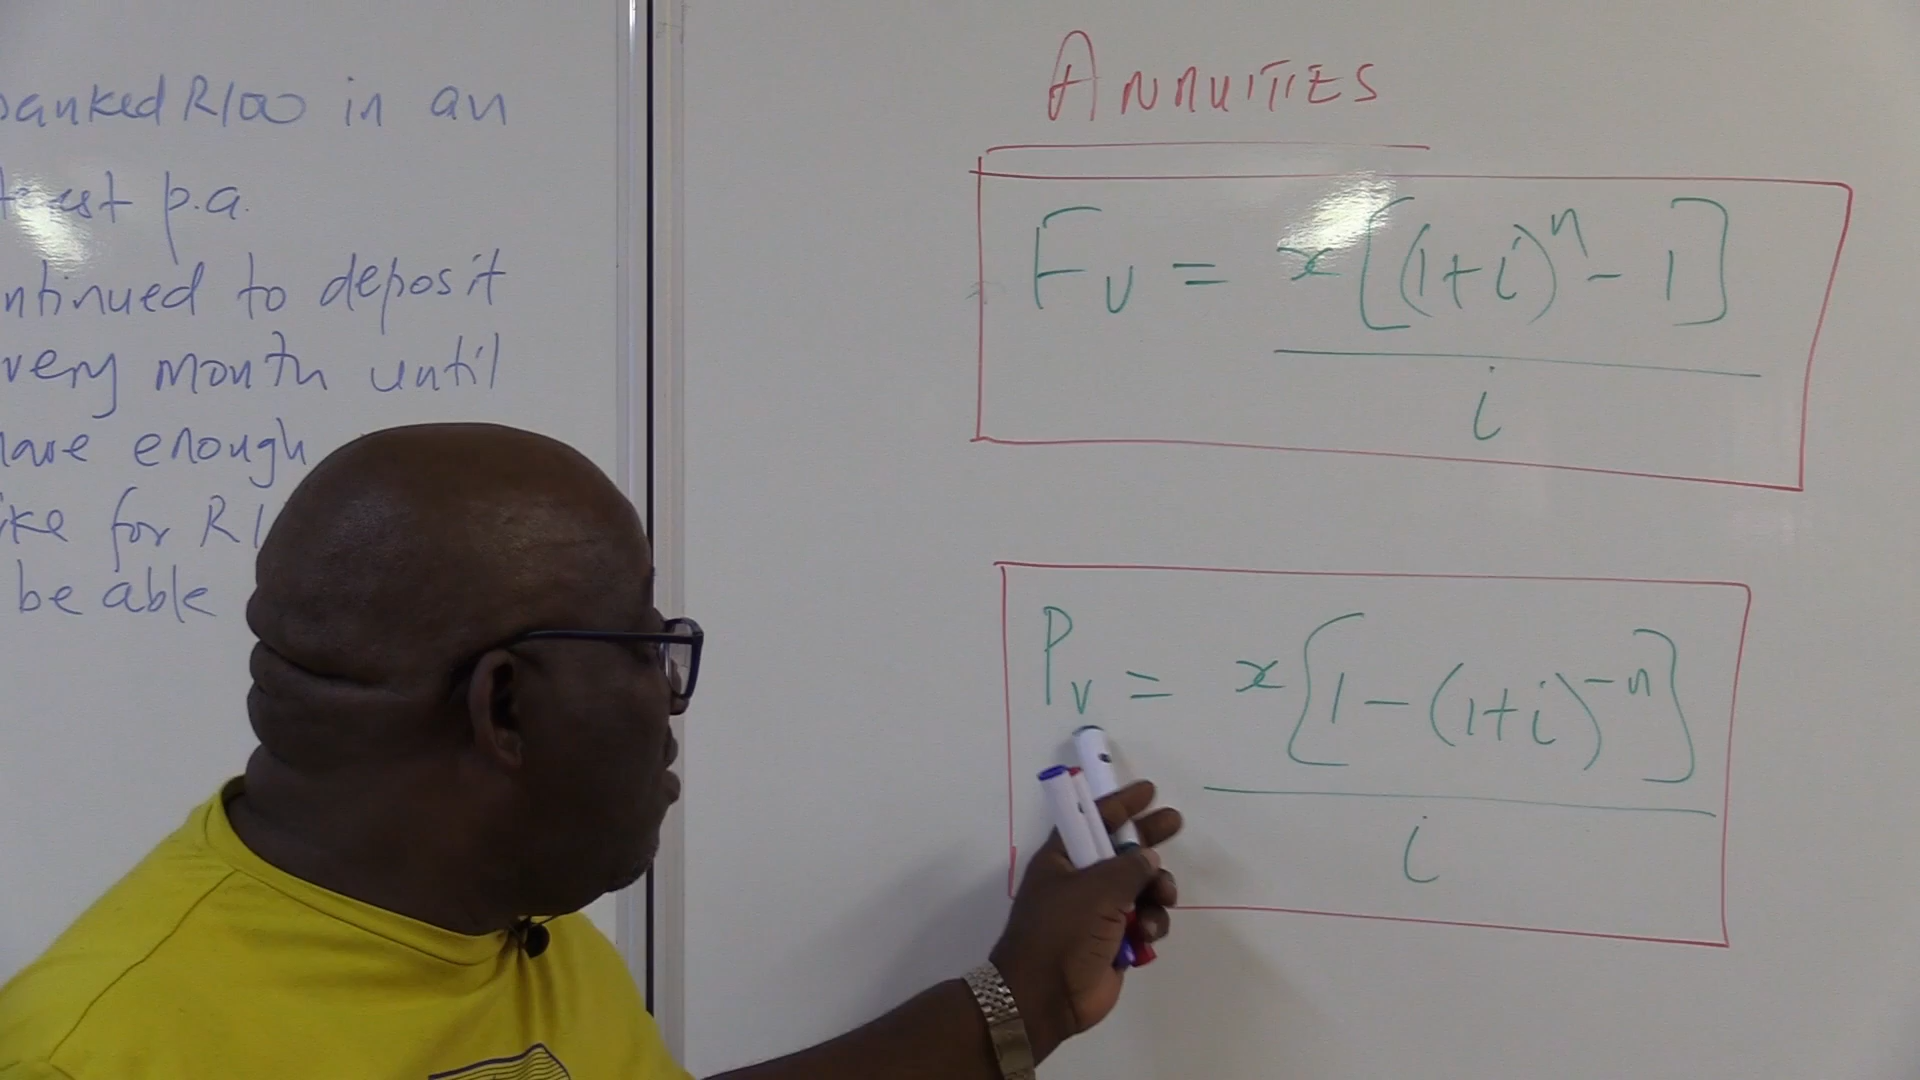 banked R100 in an
terest p.a.
ntinued to deposit
very month until
have enough
ike for R1
be able
ANNUITIES
Fv = x[(1+i)^n - 1]
i
Pv = x[1-(1+i)^-n]
i